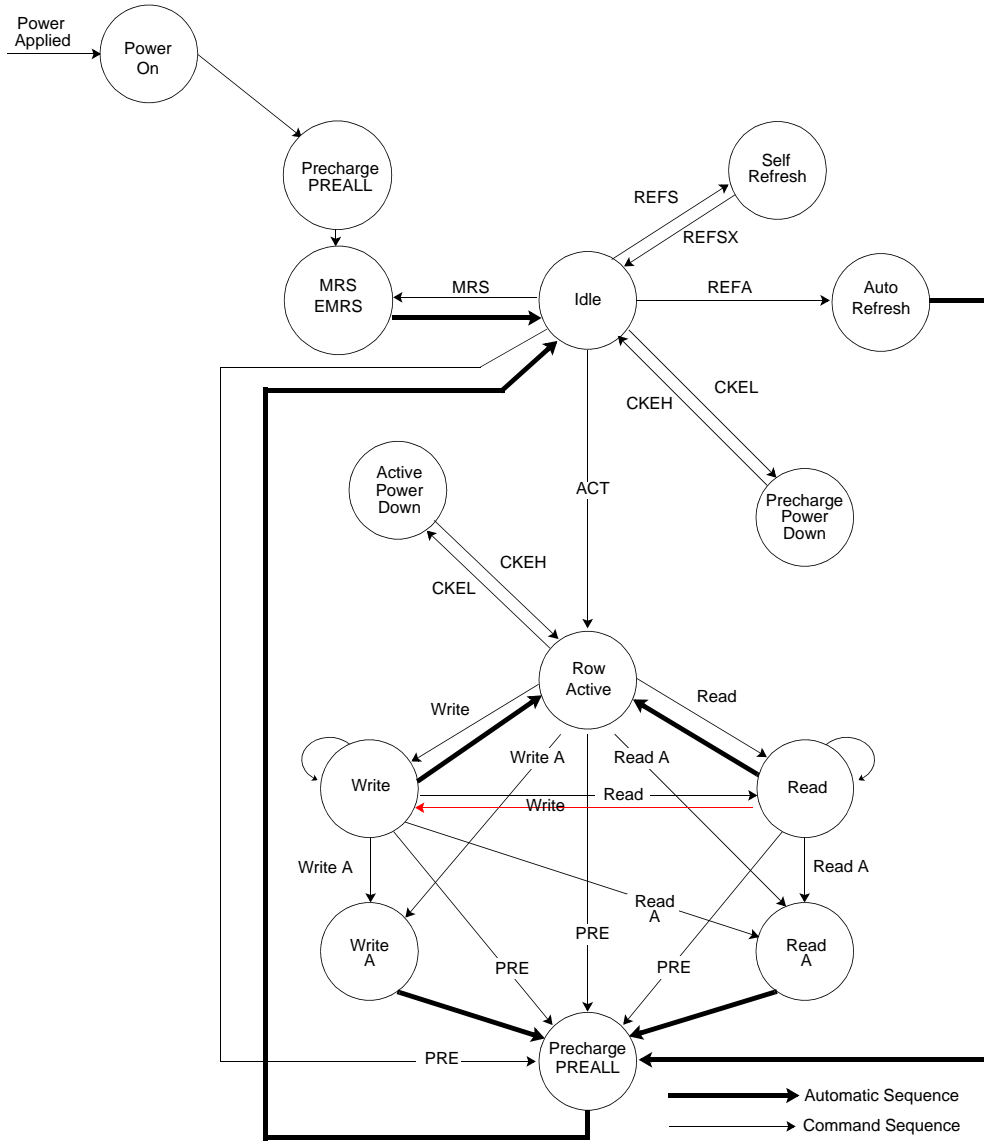 Power
Applied
Power
On
Precharge
PREALL
Self
Refresh
REFS
REFSX
MRS
EMRS
MRS
Idle
REFA
Auto
Refresh
CKEL
CKEH
Active
Power
Down
ACT
Precharge
Power
Down
CKEH
CKEL
Row
Active
Write
Read
Write A
Read A
Write
Read
Read
Write
Write A
Read A
Read
A
Write
A
PRE
Read
A
PRE
PRE
Precharge
PREALL
PRE
Automatic Sequence
Command Sequence